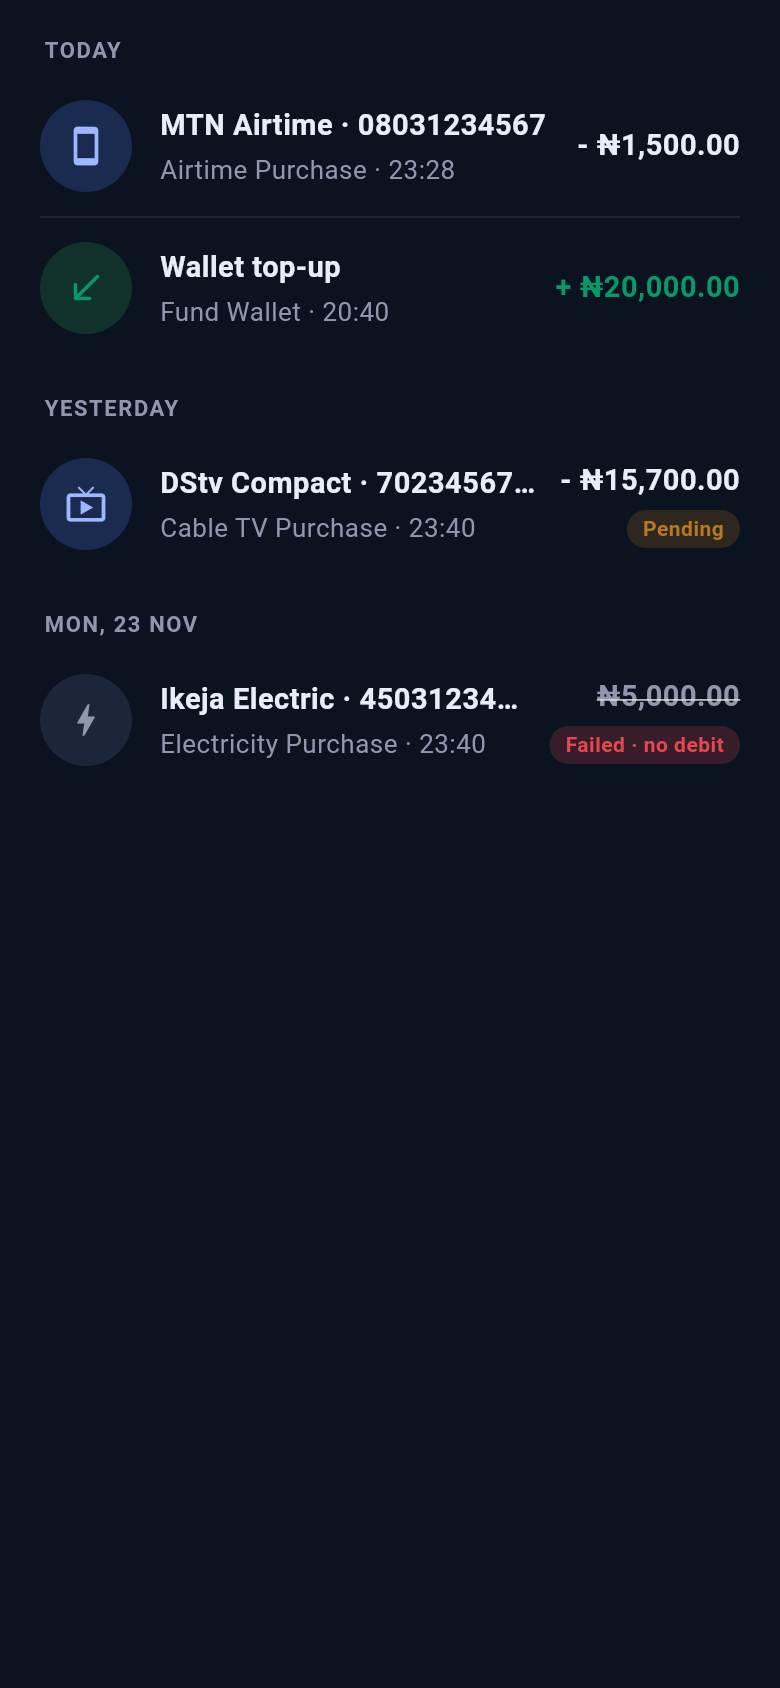 TODAY
MTN Airtime · 08031234567
- ₦1,500.00
Airtime Purchase · 23:28
Wallet top-up
+ ₦20,000.00
Fund Wallet · 20:40
YESTERDAY
DStv Compact · 70234567…
- ₦15,700.00
Cable TV Purchase · 23:40
Pending
MON, 23 NOV
Ikeja Electric · 45031234…
₦5,000.00
Electricity Purchase · 23:40
Failed · no debit